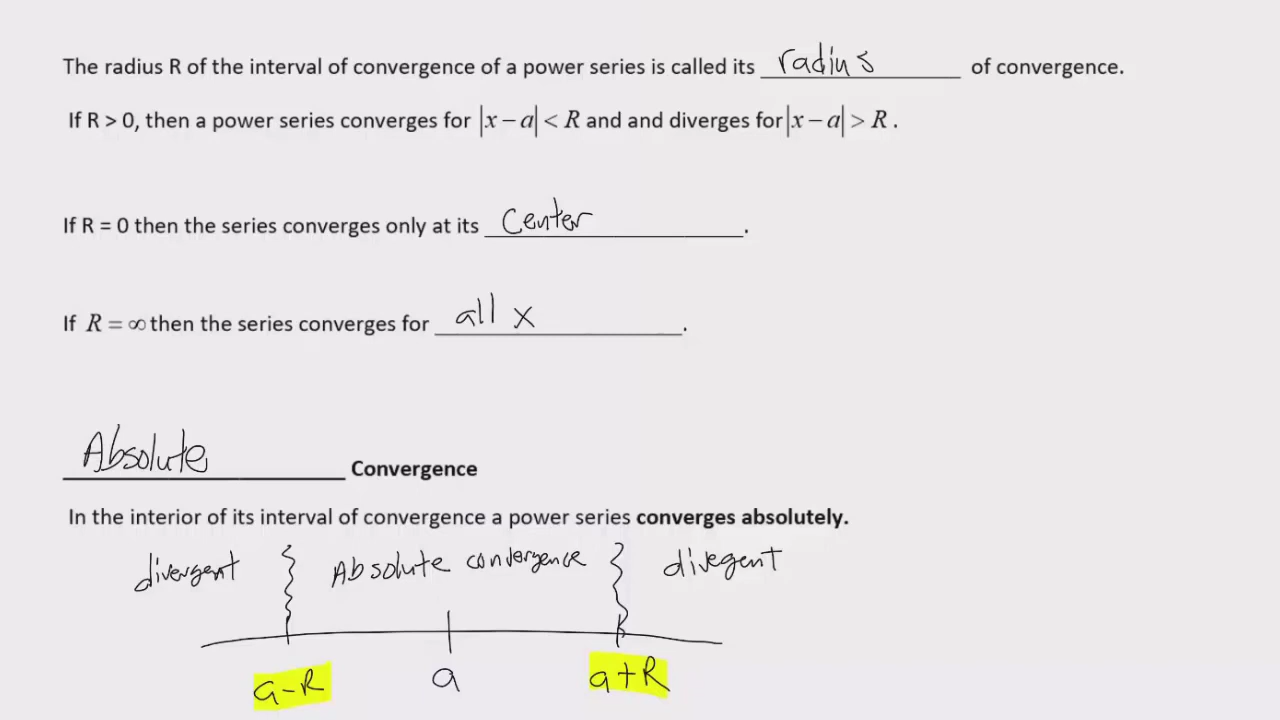 The radius R of the interval of convergence of a power series is called its radius of convergence.
If R > 0, then a power series converges for |x − a| < R and and diverges for |x − a| > R .
If R = 0 then the series converges only at its center .
If R = ∞ then the series converges for all x .
Absolute Convergence
In the interior of its interval of convergence a power series converges absolutely.
divergent Absolute convergence divegent
a−R a a+R